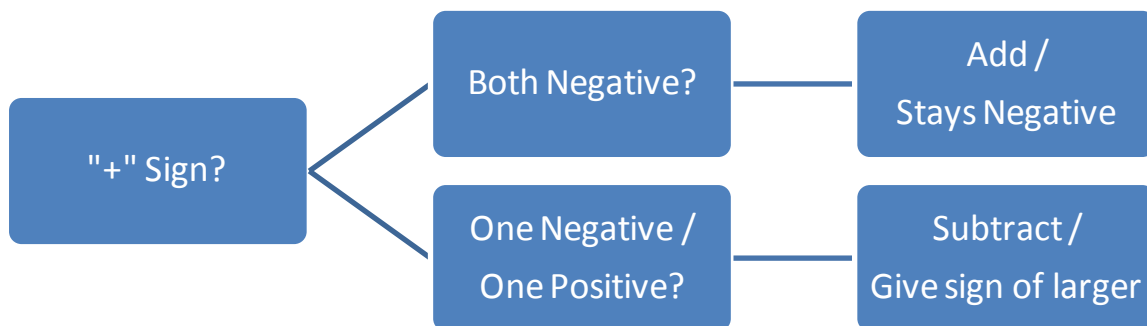 "+" Sign?
Both Negative?
Add /
Stays Negative
One Negative /
One Positive?
Subtract /
Give sign of larger